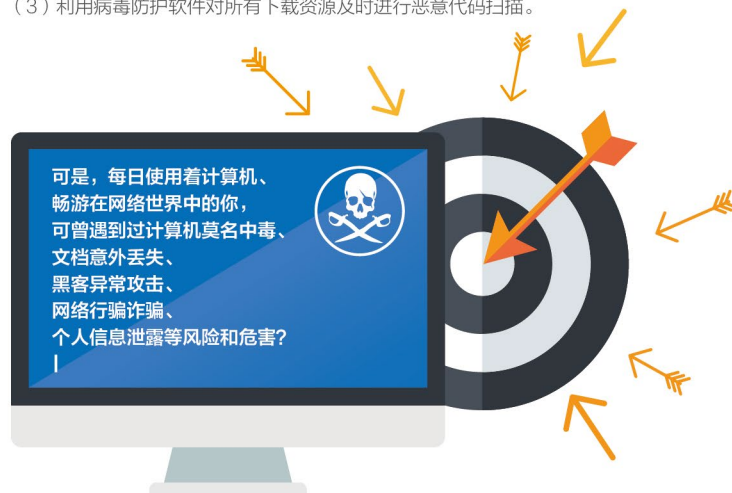 （3）利用病毒防护软件对所有下载资源及时进行恶意代码扫描。
可是，每日使用着计算机、
畅游在网络世界中的你，
可曾遇到过计算机莫名中毒、
文档意外丢失、
黑客异常攻击、
网络行骗诈骗、
个人信息泄露等风险和危害？